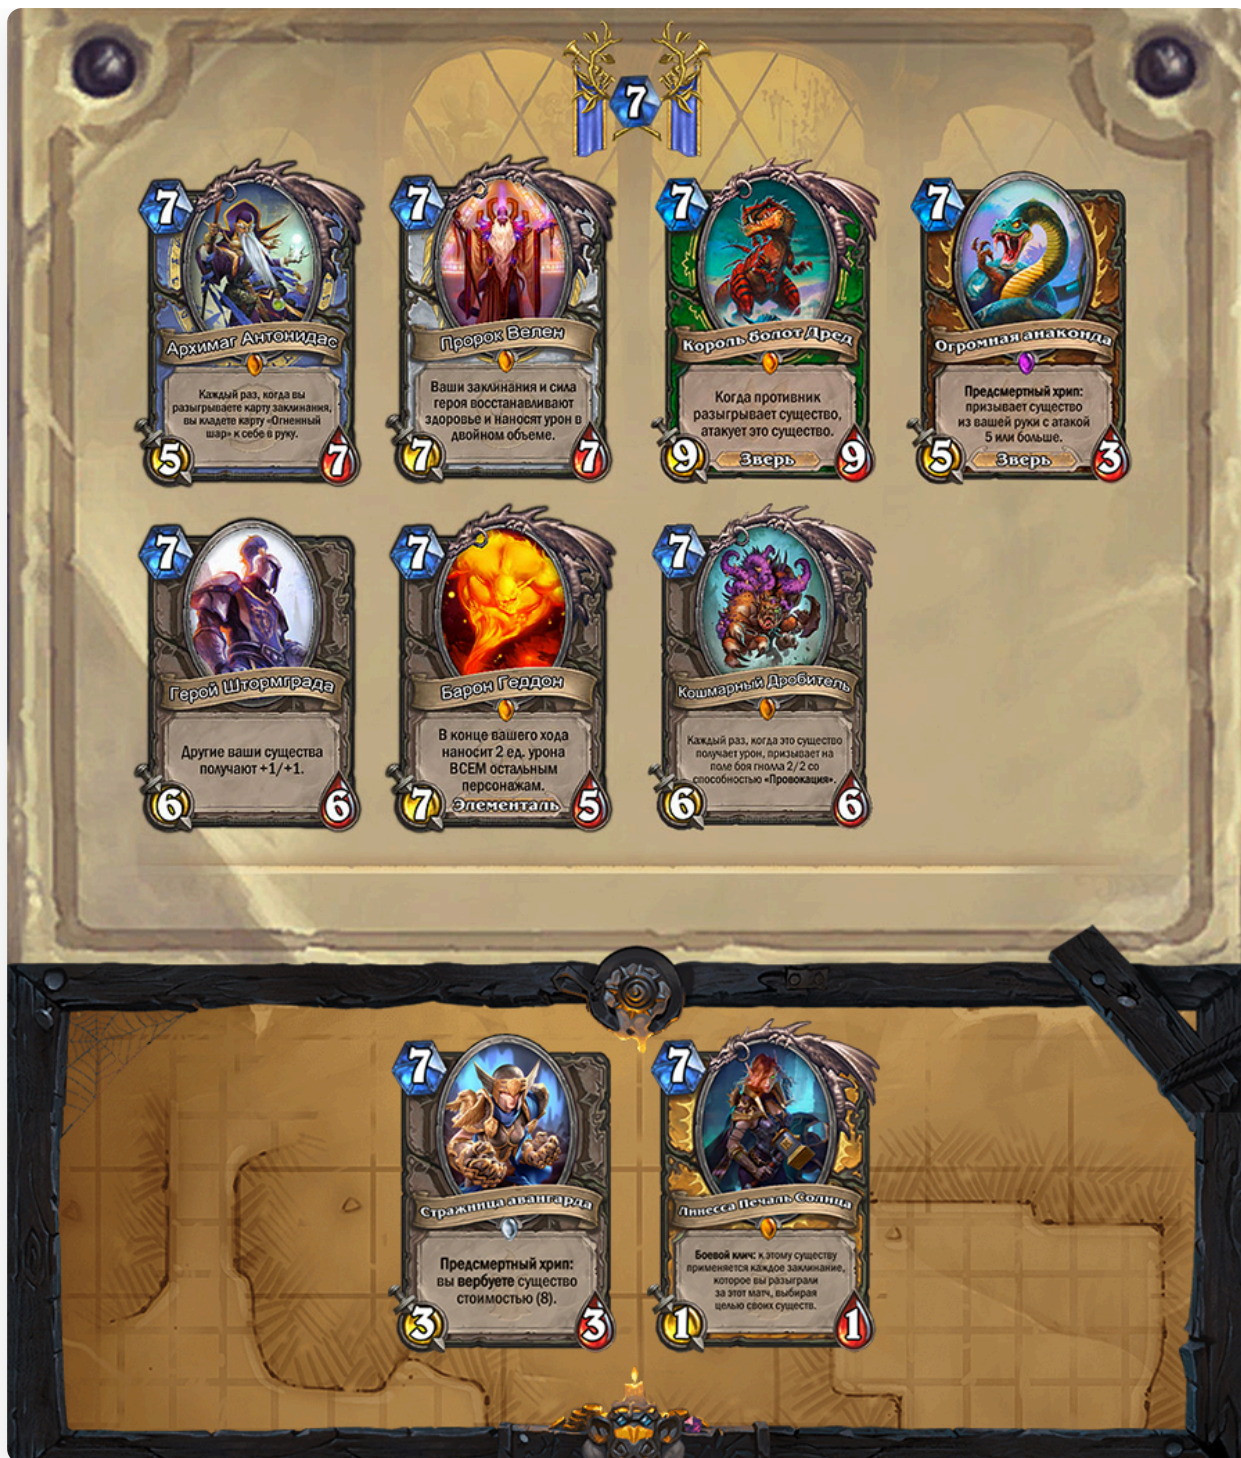 7
7
Архимаг Антонидас
Каждый раз, когда вы
разыгрываете карту заклинания,
вы кладете карту «Огненный
шар» к себе в руку.
5
7
7
Пророк Велен
Ваши заклинания и сила
героя восстанавливают
здоровье и наносят урон в
двойном объеме.
7
7
7
Король болот Дред
Когда противник
разыгрывает существо,
атакует это существо.
9
Зверь
9
7
Огромная анаконда
Предсмертный хрип:
призывает существо
из вашей руки с атакой
5 или больше.
5
Зверь
3
7
Герой Штормграда
Другие ваши существа
получают +1/+1.
6
6
7
Барон Геддон
В конце вашего хода
наносит 2 ед. урона
ВСЕМ остальным
персонажам.
7
Элементаль
5
7
Кошмарный Дробитель
Каждый раз, когда это существо
получает урон, призывает на
поле боя гнолла 2/2 со
способностью «Провокация».
6
6
7
Стражница авангарда
Предсмертный хрип:
вы вербуете существо
стоимостью (8).
3
3
7
Линесса Печаль Солнца
Боевой клич: к этому существу
применяется каждое заклинание,
которое вы разыграли
за этот матч, выбирая
целью своих существ.
1
1